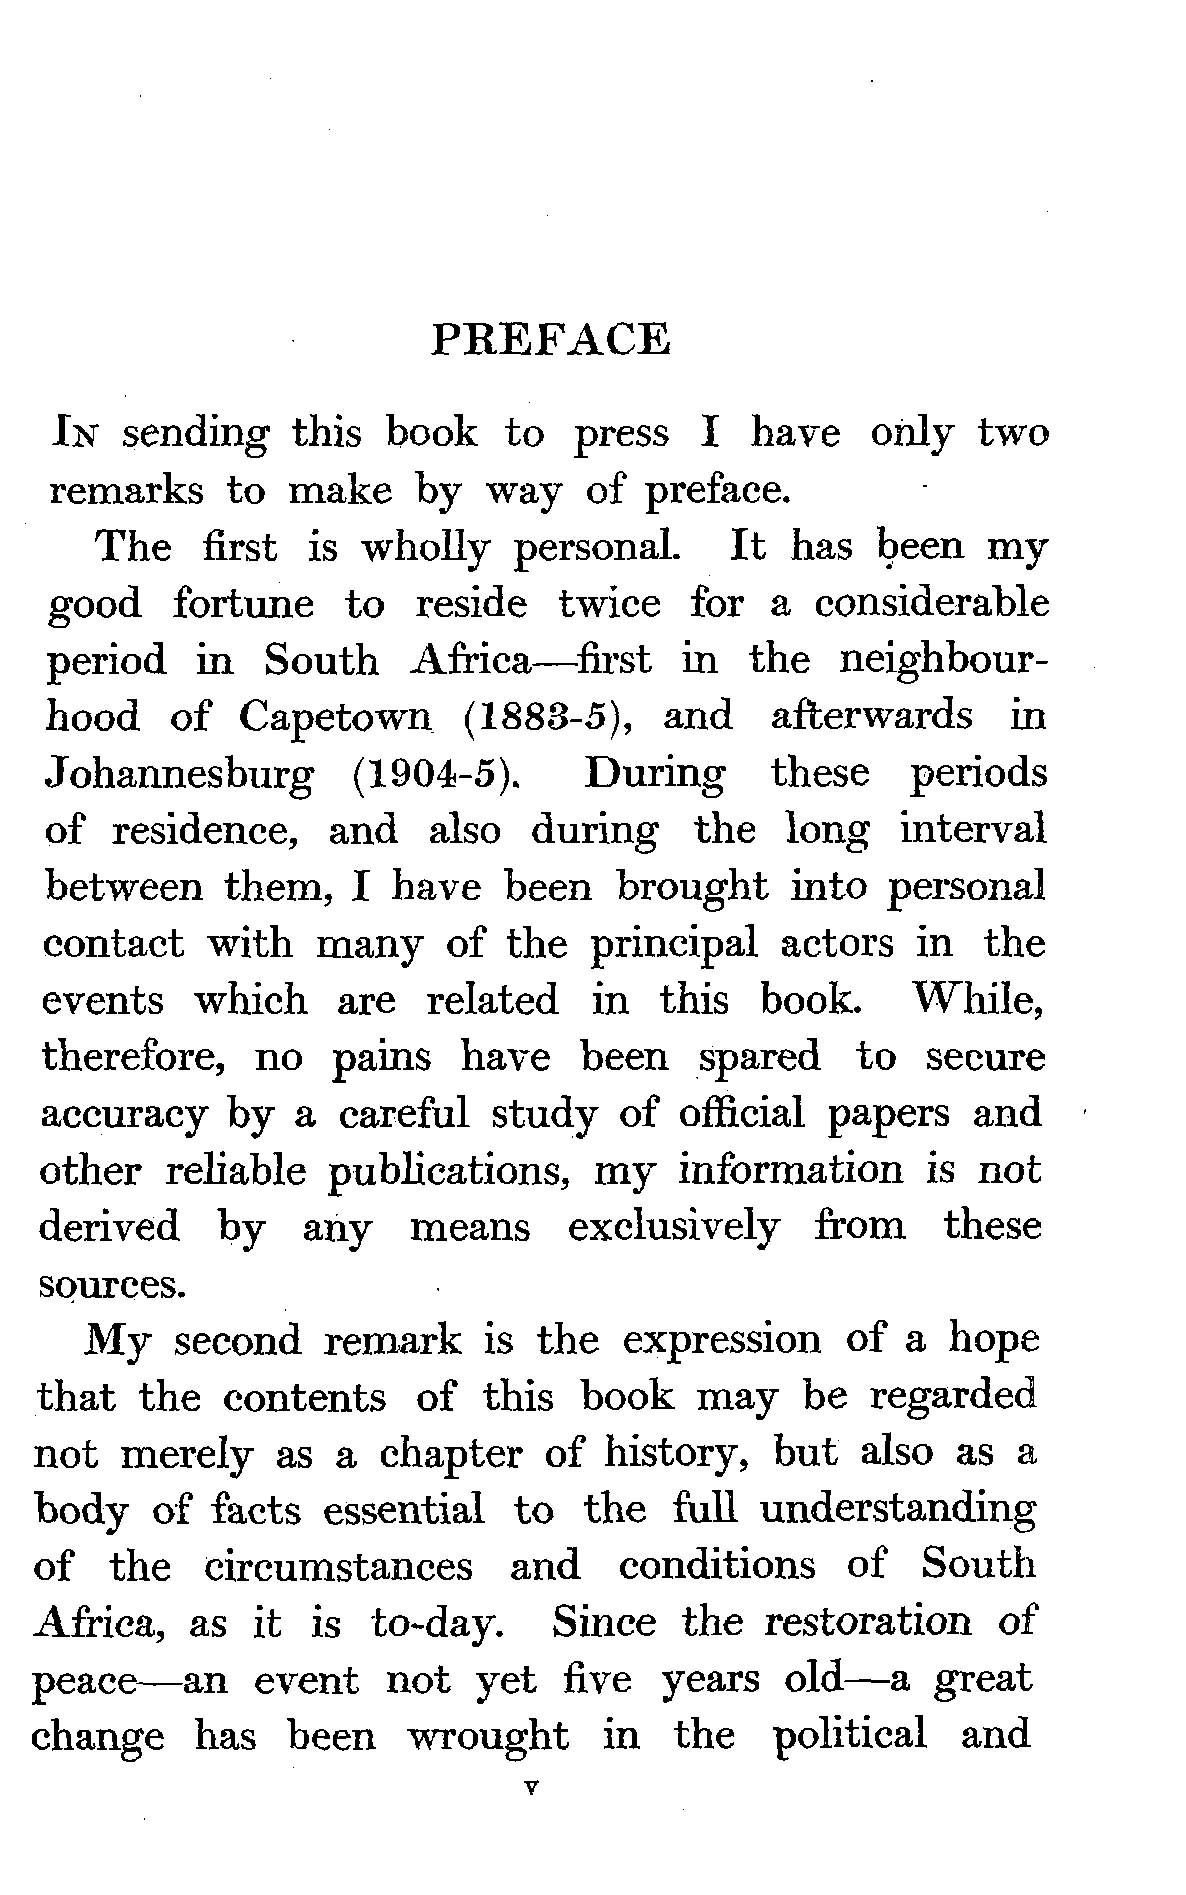 PREFACE
In sending this book to press I have only two
remarks to make by way of preface.
The first is wholly personal. It has been my
good fortune to reside twice for a considerable
period in South Africa—first in the neighbour-
hood of Capetown (1883-5), and afterwards in
Johannesburg (1904-5). During these periods
of residence, and also during the long interval
between them, I have been brought into personal
contact with many of the principal actors in the
events which are related in this book. While,
therefore, no pains have been spared to secure
accuracy by a careful study of official papers and
other reliable publications, my information is not
derived by any means exclusively from these
sources.
My second remark is the expression of a hope
that the contents of this book may be regarded
not merely as a chapter of history, but also as a
body of facts essential to the full understanding
of the circumstances and conditions of South
Africa, as it is to-day. Since the restoration of
peace—an event not yet five years old—a great
change has been wrought in the political and
v